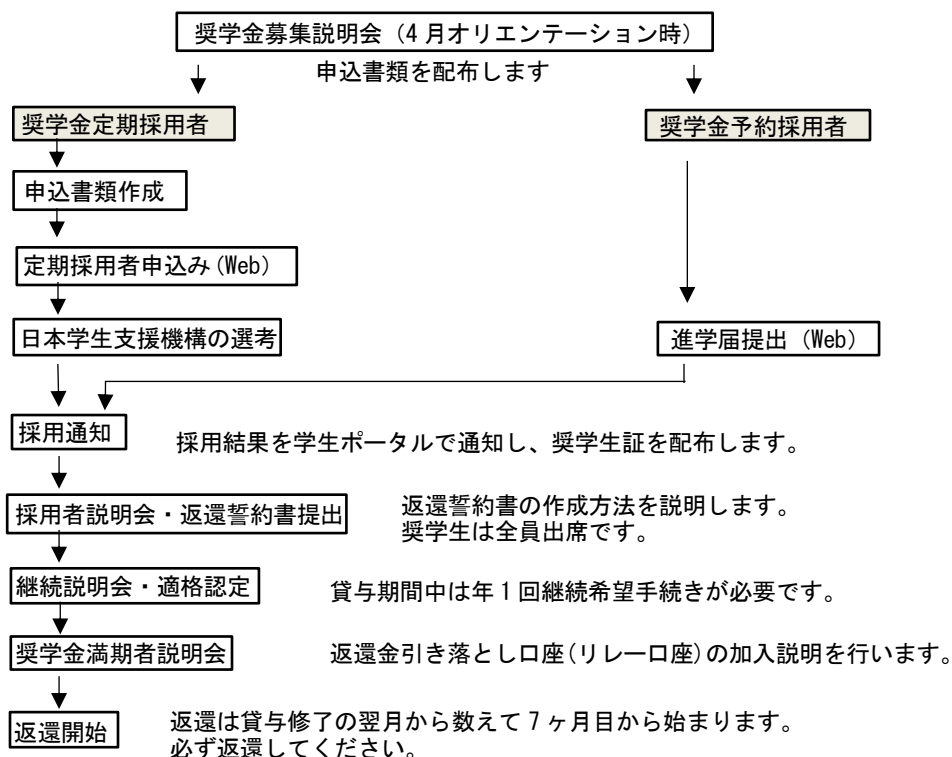 奨学金募集説明会（4月オリエンテーション時）
申込書類を配布します
奨学金定期採用者
奨学金予約採用者
申込書類作成
定期採用者申込み(Web)
日本学生支援機構の選考
進学届提出（Web）
採用通知
採用結果を学生ポータルで通知し、奨学生証を配布します。
採用者説明会・返還誓約書提出
返還誓約書の作成方法を説明します。
奨学生は全員出席です。
継続説明会・適格認定
貸与期間中は年1回継続希望手続きが必要です。
奨学金満期者説明会
返還金引き落とし口座(リレー口座)の加入説明を行います。
返還開始
返還は貸与修了の翌月から数えて7ヶ月目から始まります。
必ず返還してください。